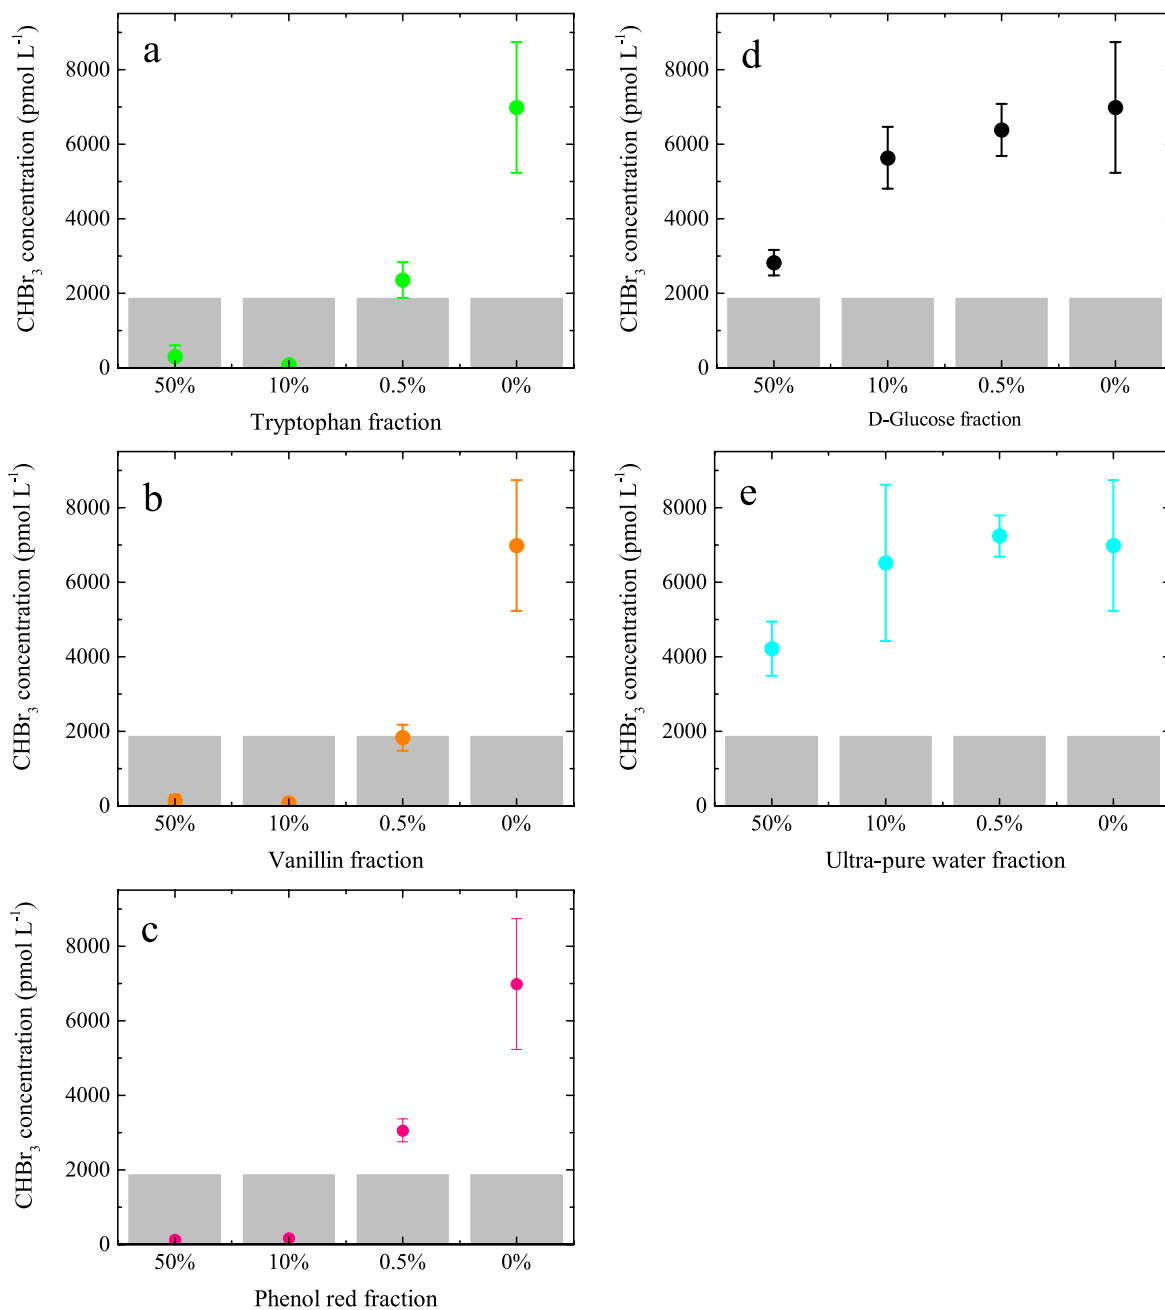 a
CHBr3 concentration (pmol L-1)
8000
6000
4000
2000
0
50% 10% 0.5% 0%
Tryptophan fraction
d
CHBr3 concentration (pmol L-1)
8000
6000
4000
2000
0
50% 10% 0.5% 0%
D-Glucose fraction
b
CHBr3 concentration (pmol L-1)
8000
6000
4000
2000
0
50% 10% 0.5% 0%
Vanillin fraction
e
CHBr3 concentration (pmol L-1)
8000
6000
4000
2000
0
50% 10% 0.5% 0%
Ultra-pure water fraction
c
CHBr3 concentration (pmol L-1)
8000
6000
4000
2000
0
50% 10% 0.5% 0%
Phenol red fraction